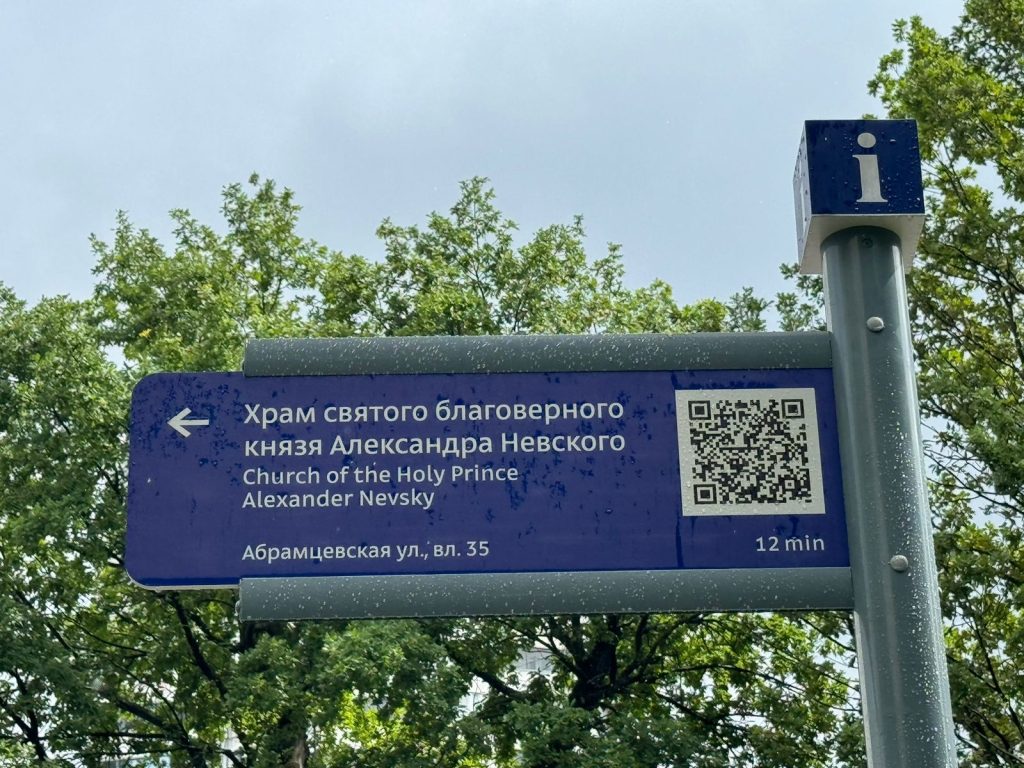 i
← Храм святого благоверного
князя Александра Невского
Church of the Holy Prince
Alexander Nevsky
Абрамцевская ул., вл. 35
12 min